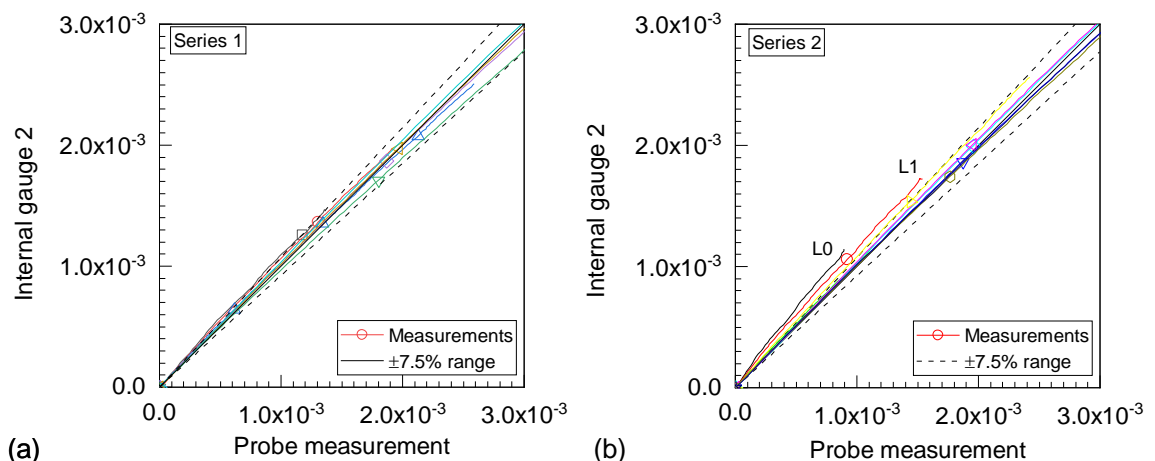 3.0x10⁻³
Series 1
2.0x10⁻³
Internal gauge 2
1.0x10⁻³
Measurements
±7.5% range
0.0
0.0
1.0x10⁻³
2.0x10⁻³
3.0x10⁻³
(a)
Probe measurement
3.0x10⁻³
Series 2
2.0x10⁻³
Internal gauge 2
L1
L0
1.0x10⁻³
Measurements
±7.5% range
0.0
0.0
1.0x10⁻³
2.0x10⁻³
3.0x10⁻³
(b)
Probe measurement